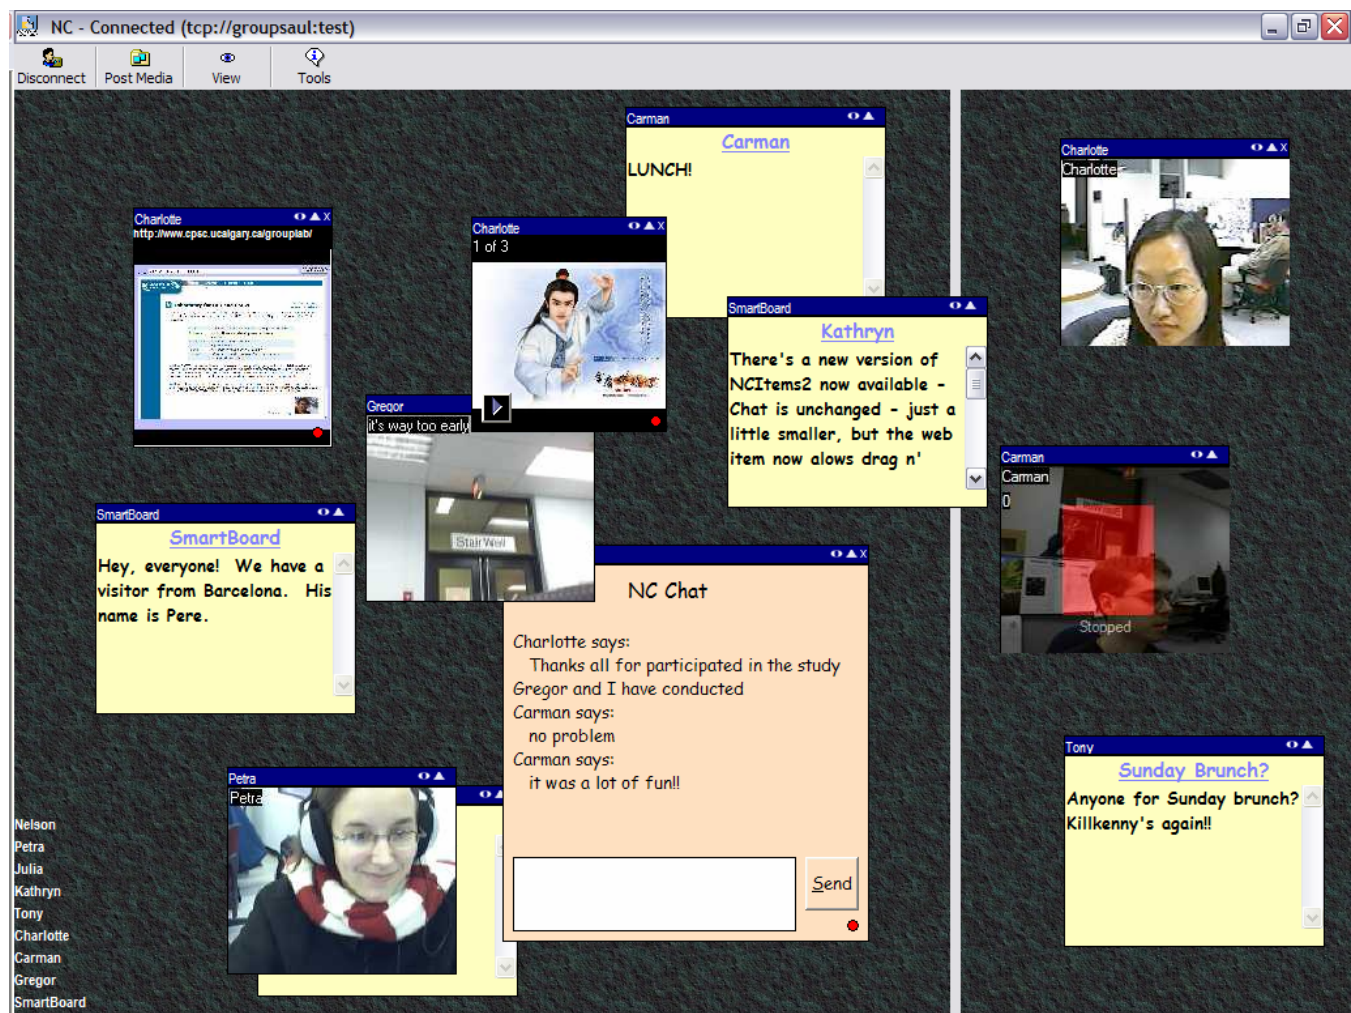 NC - Connected (tcp://groupsaul:test)
Disconnect
Post Media
View
Tools
Carman
Carman
LUNCH!
Charlotte
http://www.cpsc.ucalgary.ca/grouplab/
Charlotte
1 of 3
SmartBoard
Kathryn
There's a new version of
NCItems2 now available -
Chat is unchanged - just a
little smaller, but the web
item now alows drag n'
Gregor
it's way too early
Stair Well
SmartBoard
SmartBoard
Hey, everyone! We have a
visitor from Barcelona. His
name is Pere.
NC Chat
Charlotte says:
Thanks all for participated in the study
Gregor and I have conducted
Carman says:
no problem
Carman says:
it was a lot of fun!!
Send
Petra
Petra
Nelson
Petra
Julia
Kathryn
Tony
Charlotte
Carman
Gregor
SmartBoard
Charlotte
Charlotte
Carman
Carman
0
Stopped
Tony
Sunday Brunch?
Anyone for Sunday brunch?
Killkenny's again!!